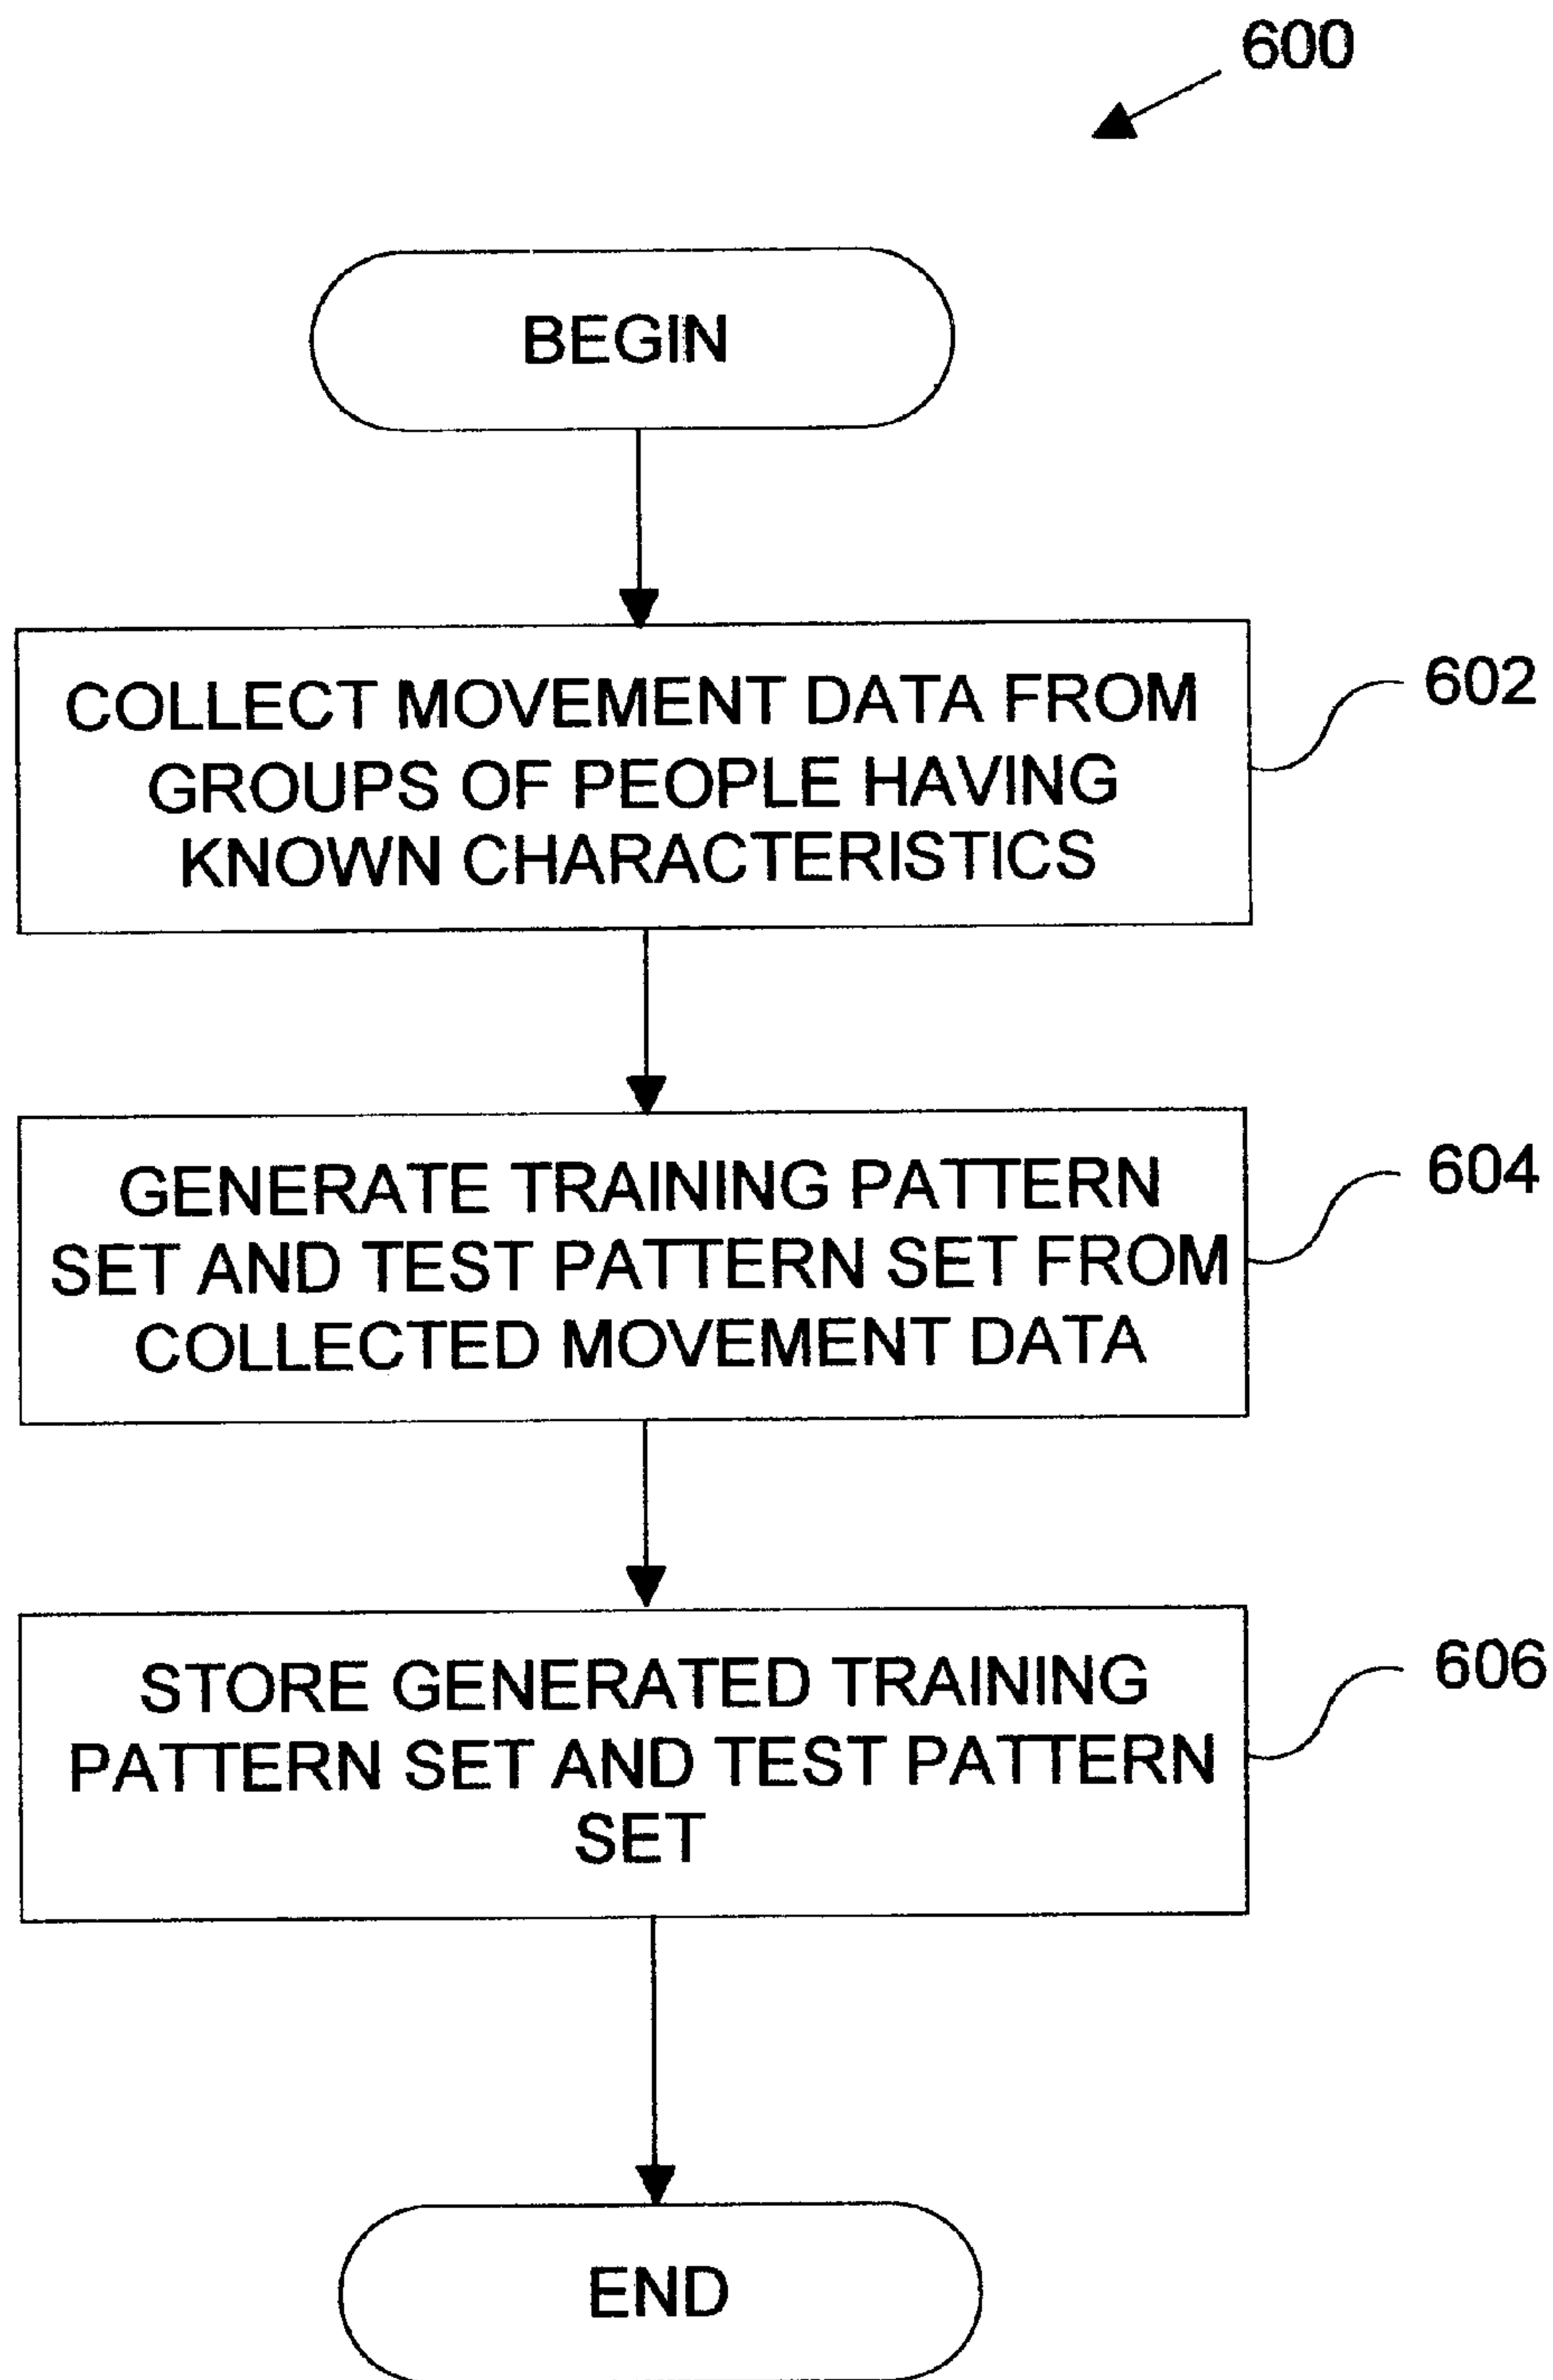 600
BEGIN
COLLECT MOVEMENT DATA FROM
GROUPS OF PEOPLE HAVING
KNOWN CHARACTERISTICS
602
GENERATE TRAINING PATTERN
SET AND TEST PATTERN SET FROM
COLLECTED MOVEMENT DATA
604
STORE GENERATED TRAINING
PATTERN SET AND TEST PATTERN
SET
606
END